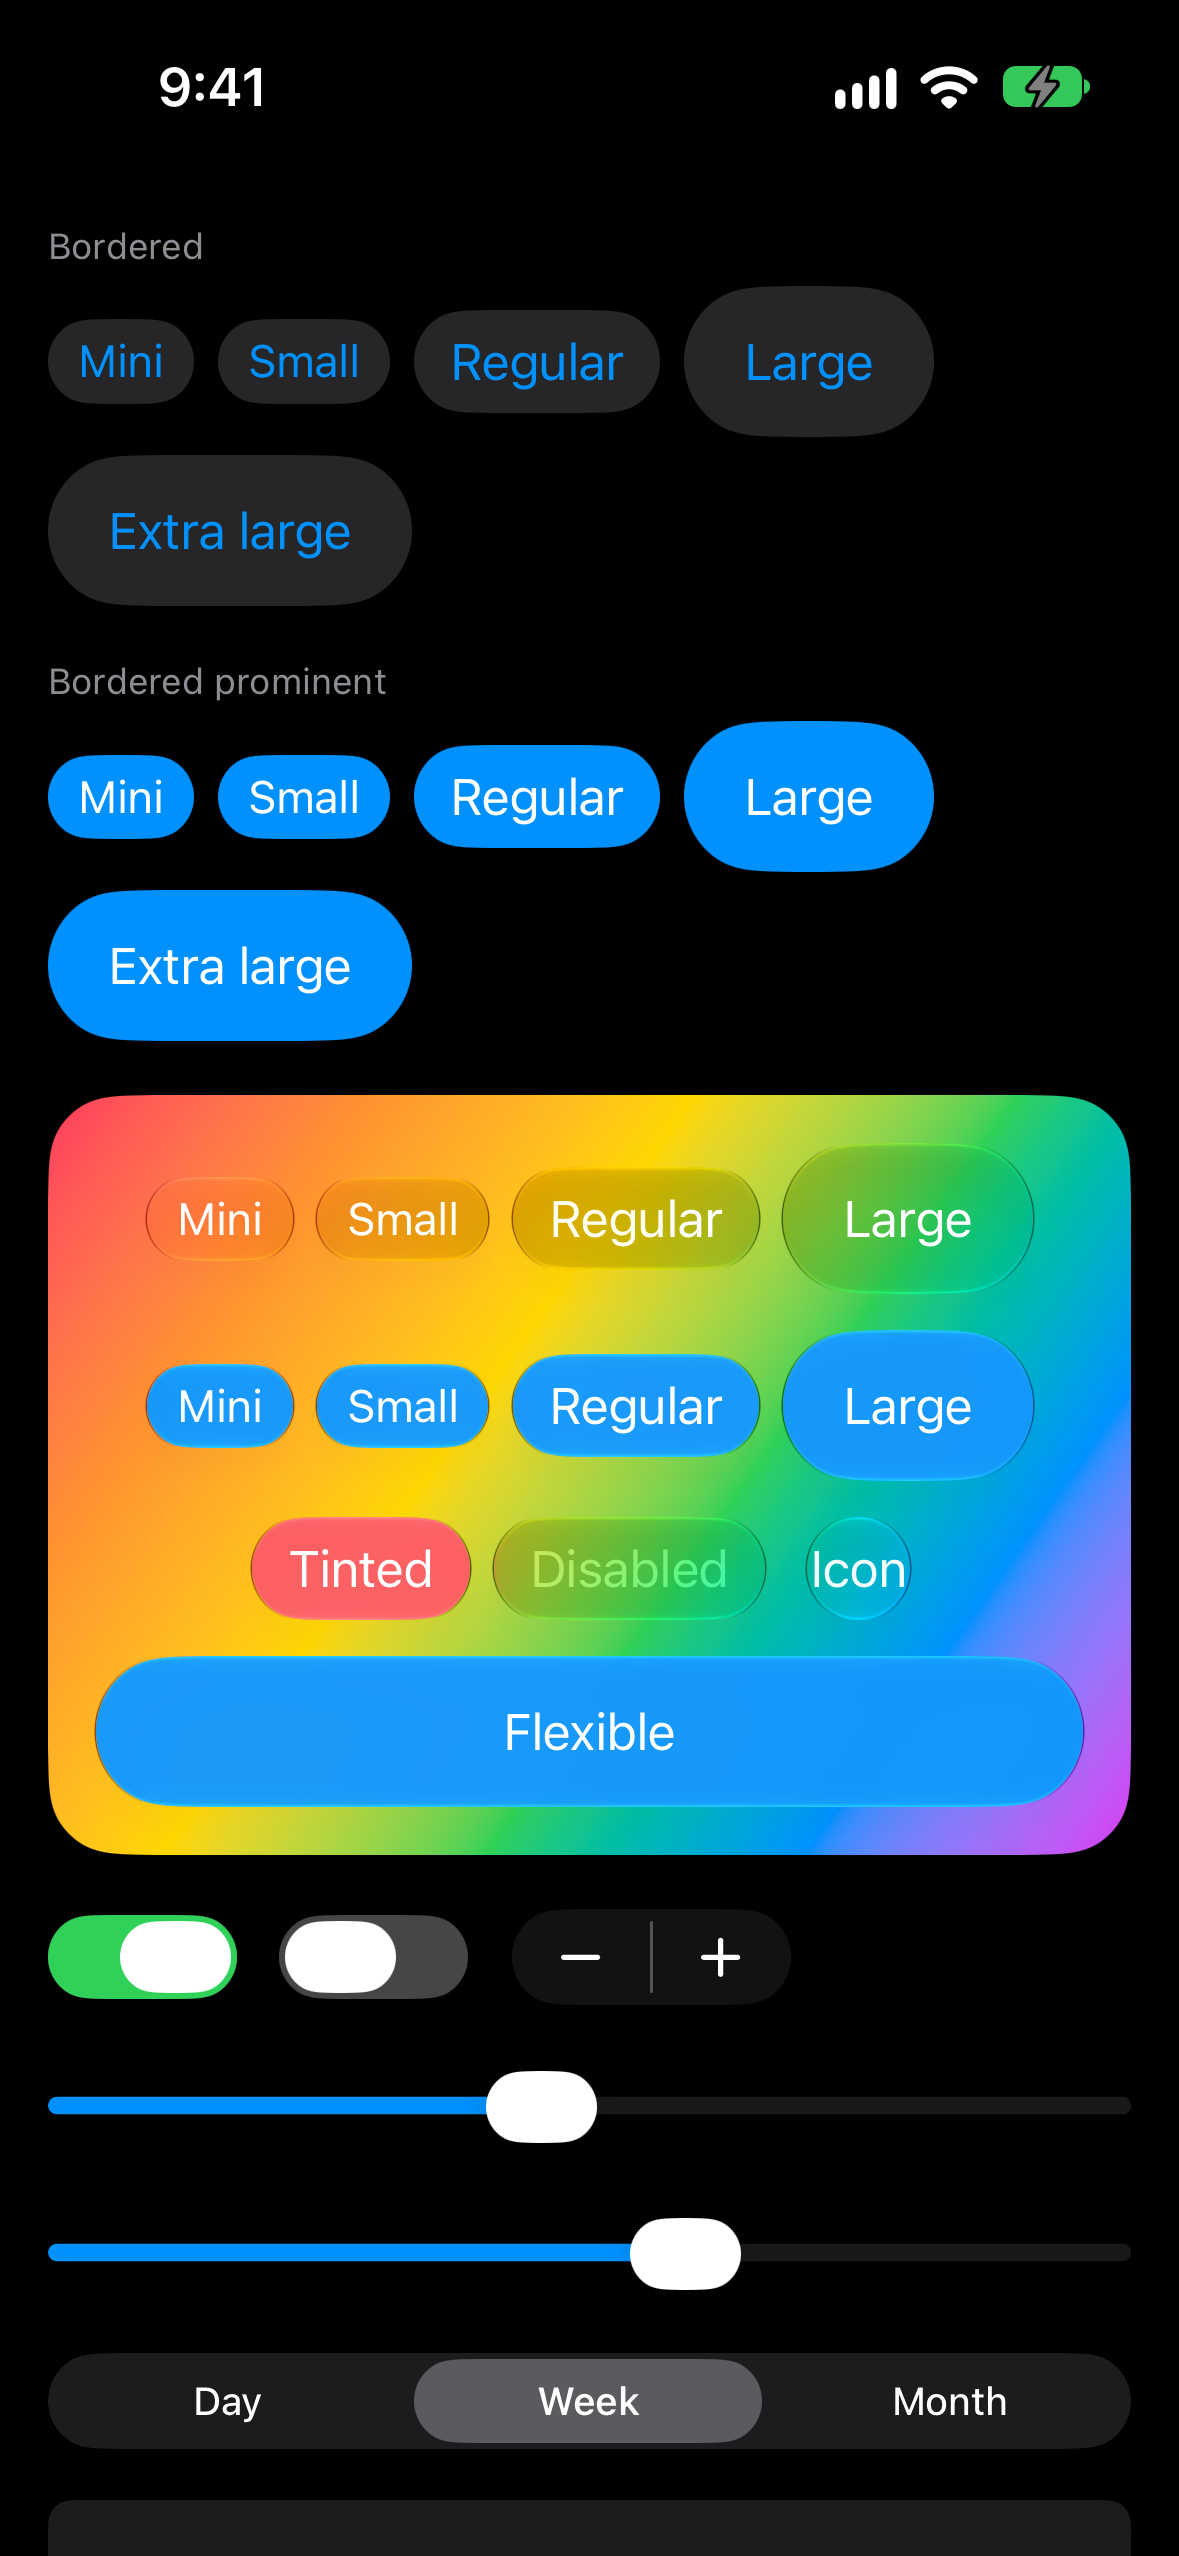 9:41
Bordered
Mini Small Regular Large
Extra large
Bordered prominent
Mini Small Regular Large
Extra large
Mini Small Regular Large
Mini Small Regular Large
Tinted Disabled Icon
Flexible
Day Week Month